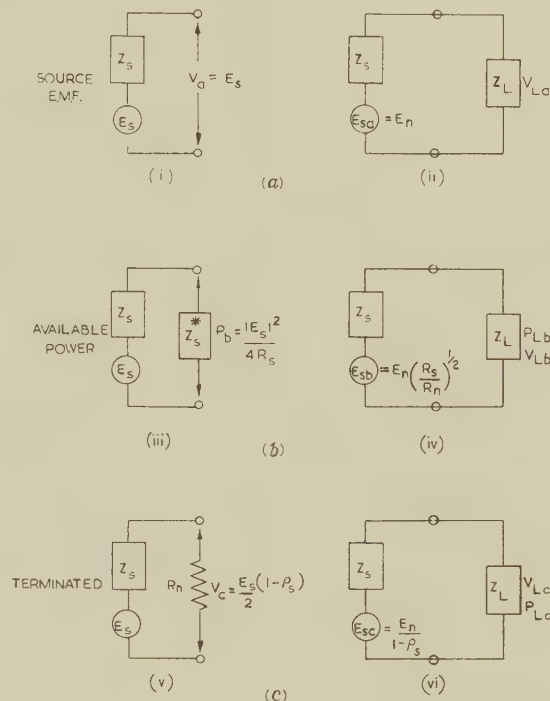 SOURCE E.M.F.
Z_s
E_s
V_a = E_s
(i)
Z_s
E_sa = E_n
Z_L
V_La
(ii)
(a)
AVAILABLE POWER
Z_s
E_s
Z_s*
P_b = |E_s|²/4R_s
(iii)
Z_s
E_sb = E_n(R_s/R_n)^1/2
Z_L
P_Lb
V_Lb
(iv)
(b)
TERMINATED
Z_s
E_s
R_n
V_c = E_s/2 (1-ρ_s)
(v)
Z_s
E_sc = E_n/1-ρ_s
Z_L
V_Lc
P_Lc
(vi)
(c)